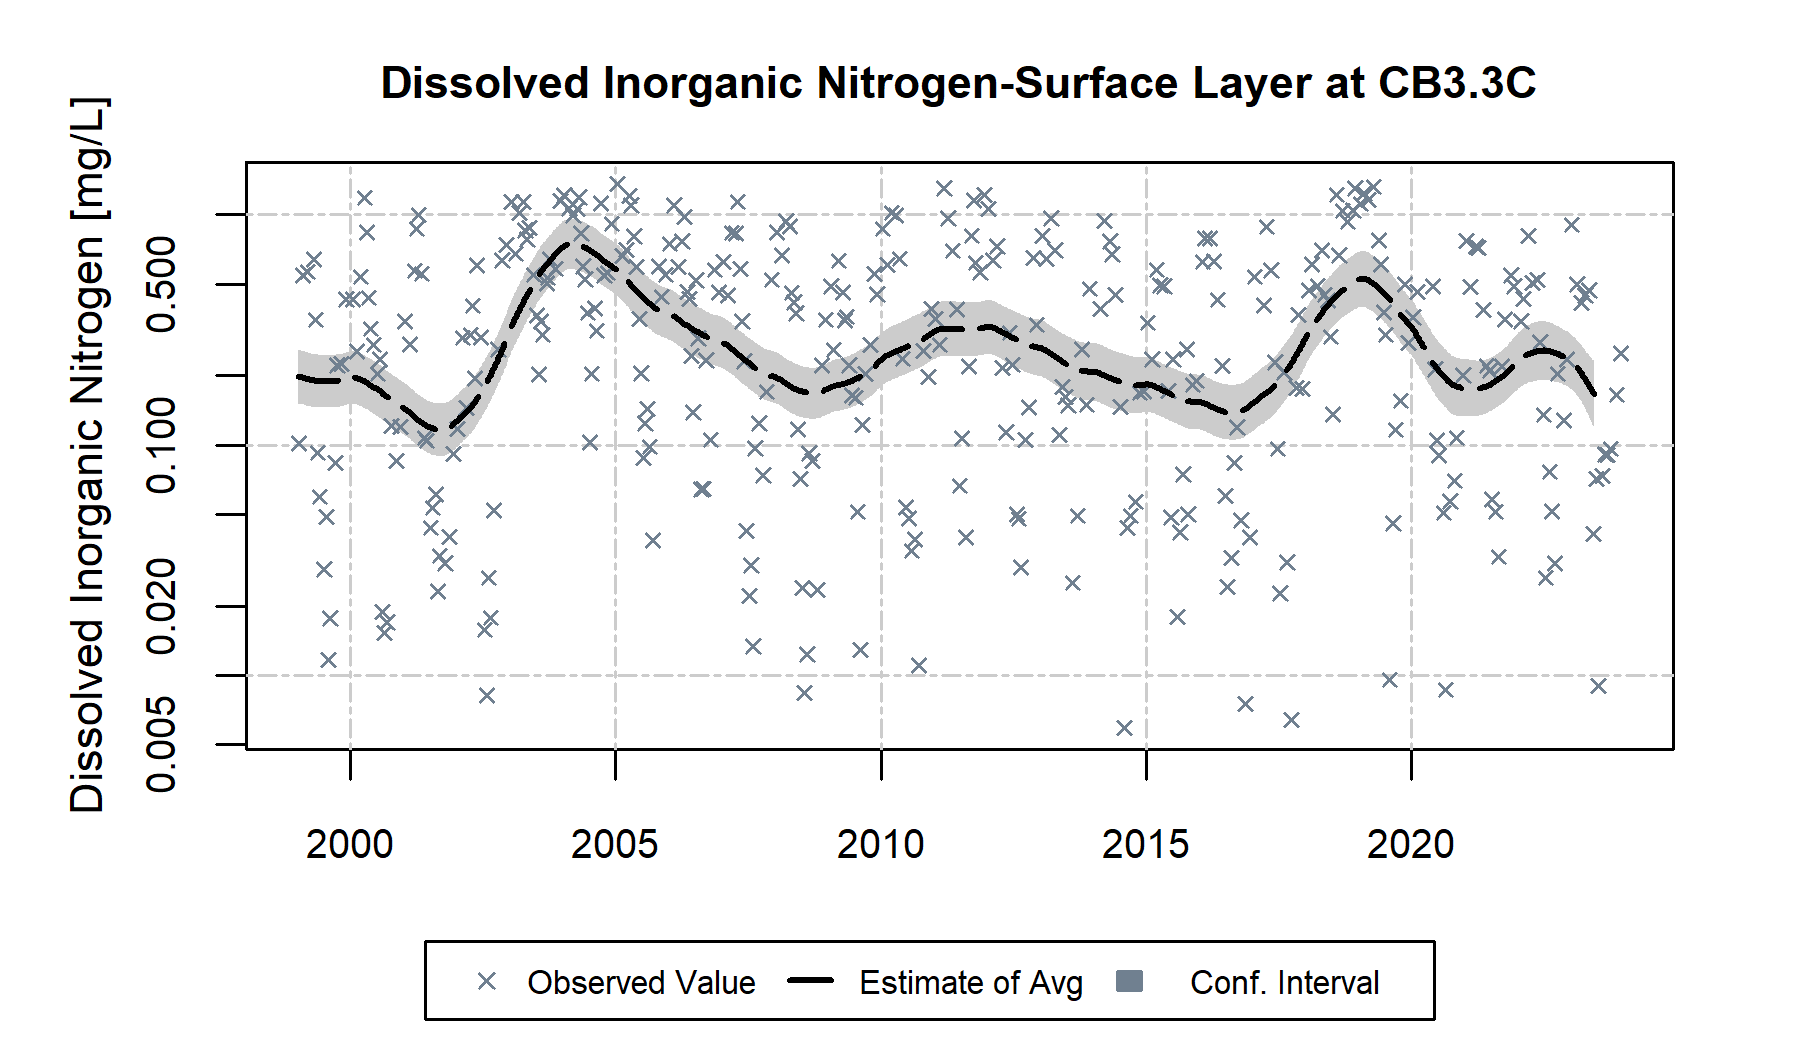 Dissolved Inorganic Nitrogen-Surface Layer at CB3.3C
Dissolved Inorganic Nitrogen [mg/L]
0.500
0.100
0.020
0.005
2000 2005 2010 2015 2020
Observed Value Estimate of Avg Conf. Interval